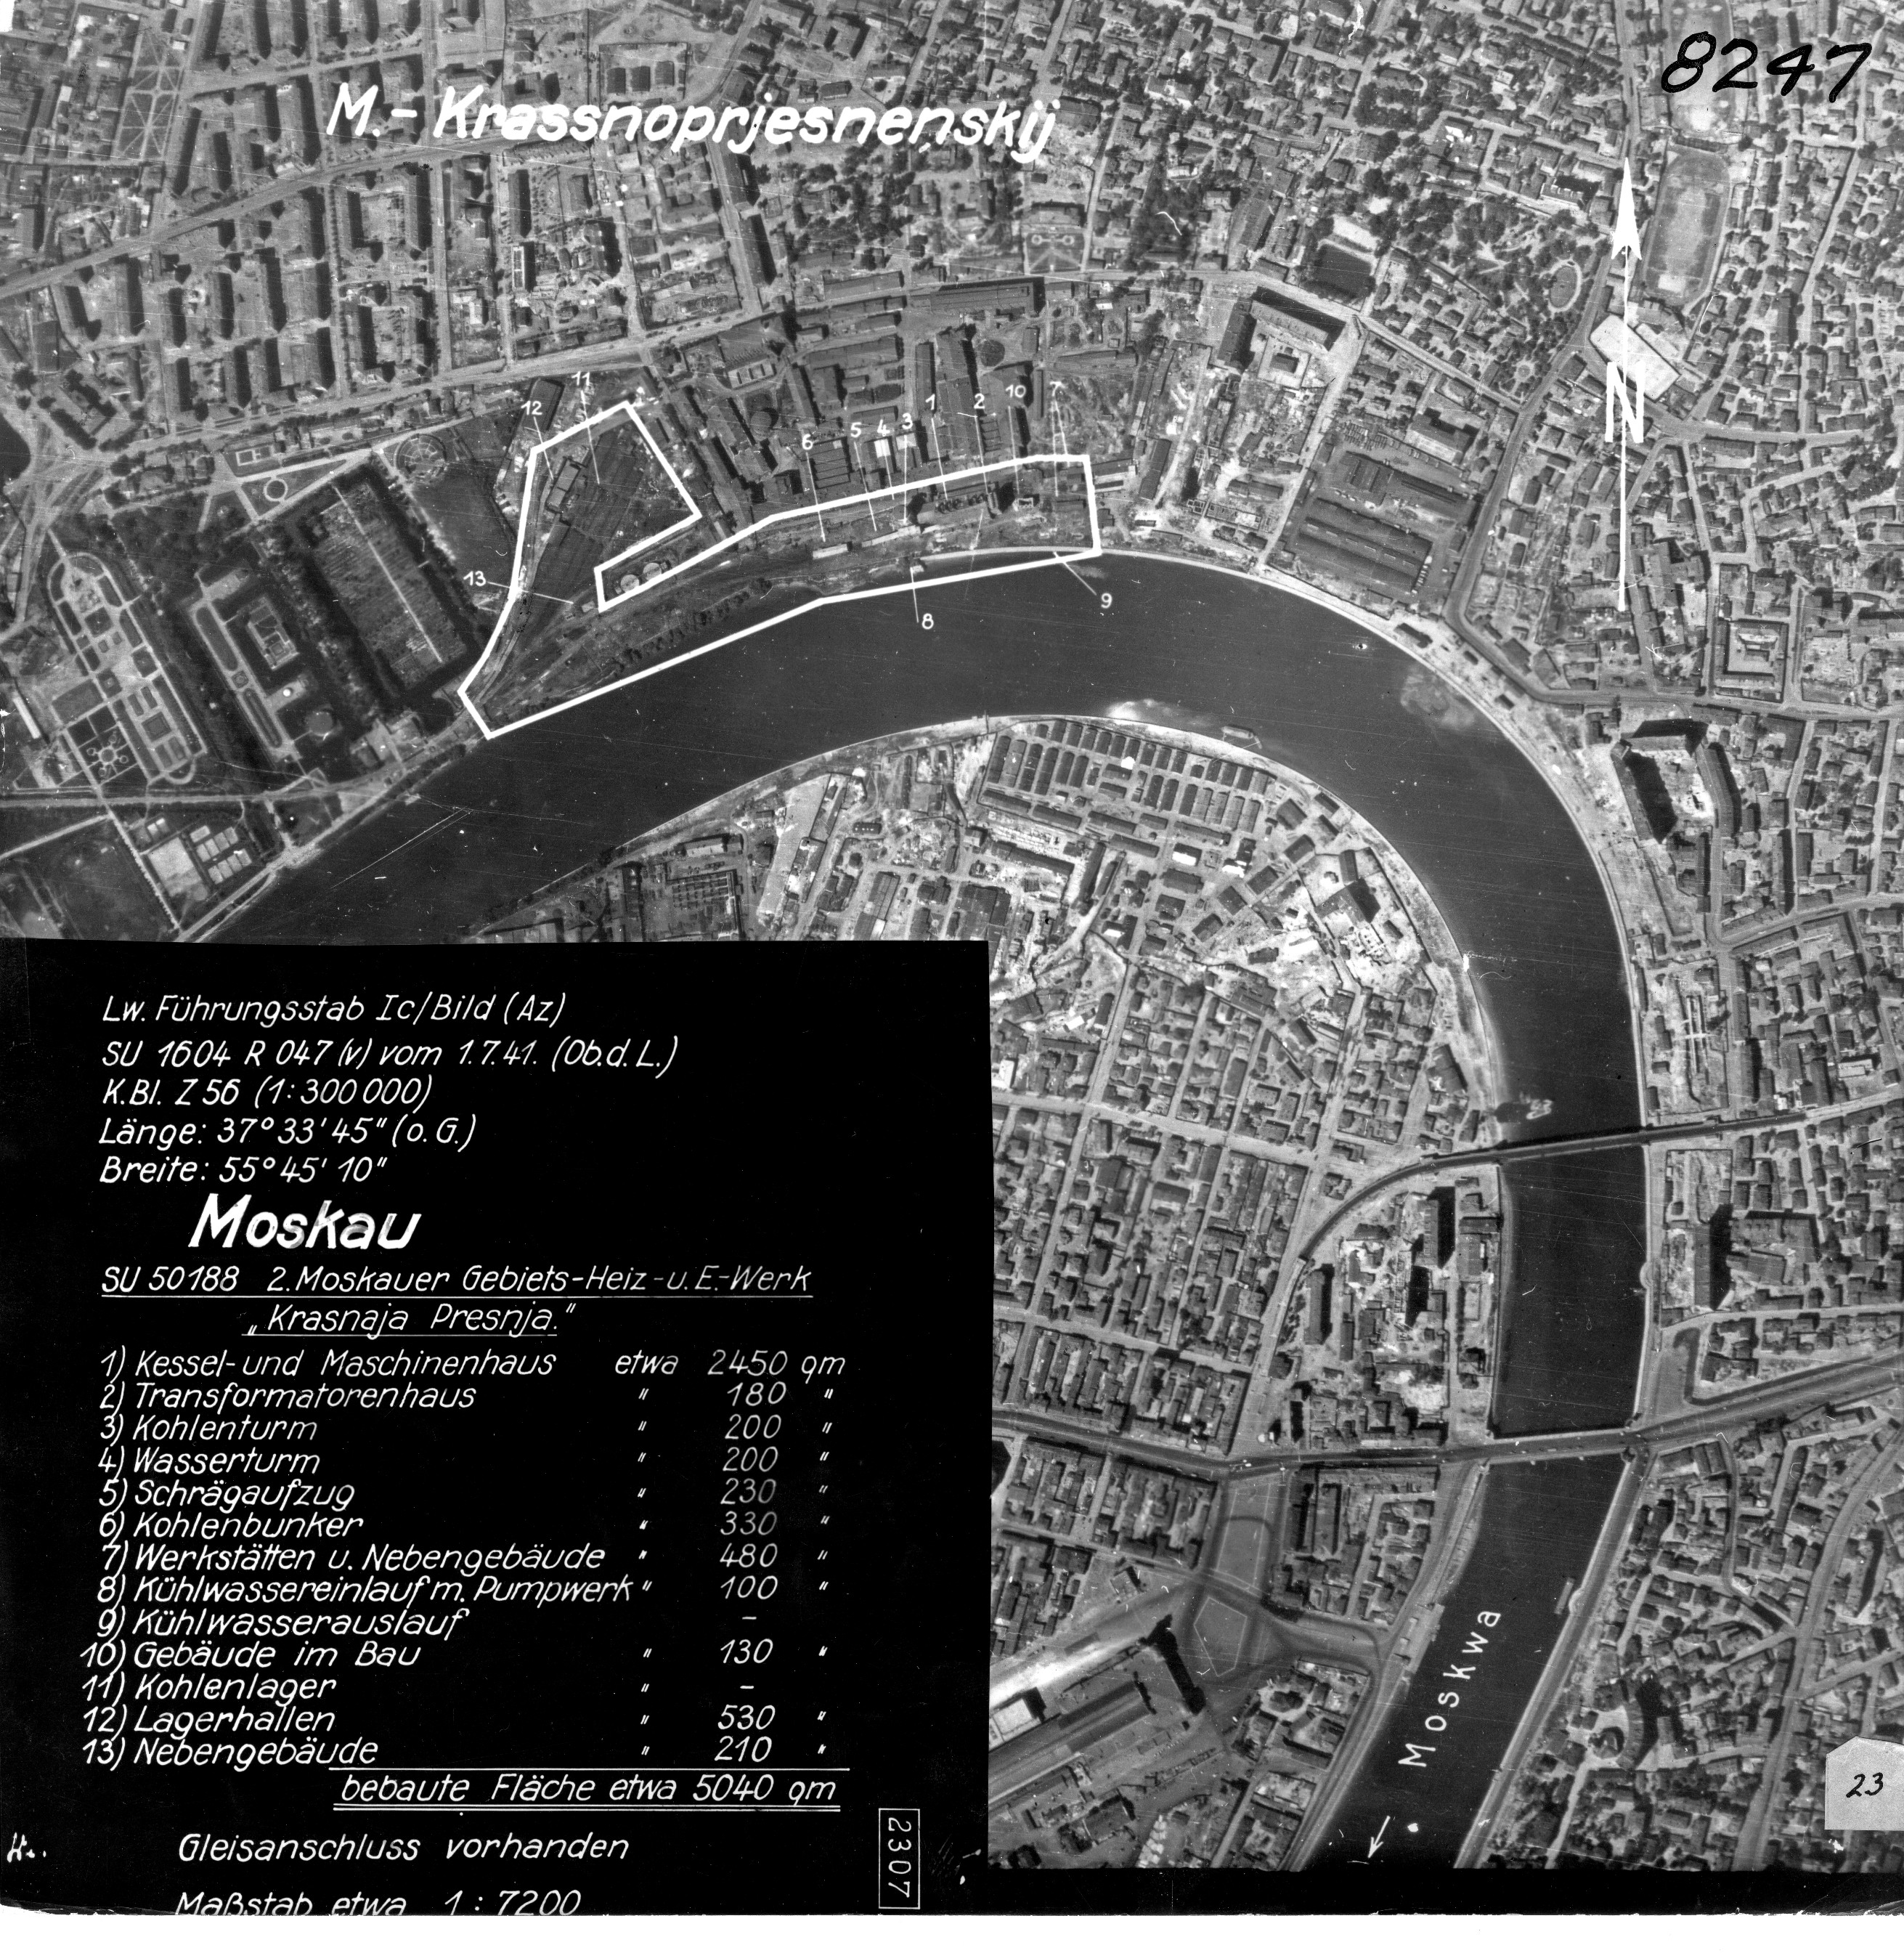 8247
M.- Krassnoprjesnenskij
N
11
12
13
6
5
4
3
1
2
10
7
8
9
Moskwa
23
Lw. Führungsstab Ic/Bild (Az)
SU 1604 R 047 (v) vom 1.7.41. (Ob.d.L.)
K.Bl. Z 56 (1:300 000)
Länge: 37° 33' 45" (o.G.)
Breite: 55° 45' 10"
Moskau
SU 50188 2. Moskauer Gebiets-Heiz-u. E.-Werk
„Krasnaja Presnja."
1) Kessel- und Maschinenhaus etwa 2450 qm
2) Transformatorenhaus " 180 "
3) Kohlenturm " 200 "
4) Wasserturm " 200 "
5) Schrägaufzug " 230 "
6) Kohlenbunker " 330 "
7) Werkstätten u. Nebengebäude " 480 "
8) Kühlwassereinlauf m. Pumpwerk " 100 "
9) Kühlwasserauslauf –
10) Gebäude im Bau " 130 "
11) Kohlenlager " –
12) Lagerhallen " 530 "
13) Nebengebäude " 210 "
bebaute Fläche etwa 5040 qm
Gleisanschluss vorhanden
Maßstab etwa 1 : 7200
2307